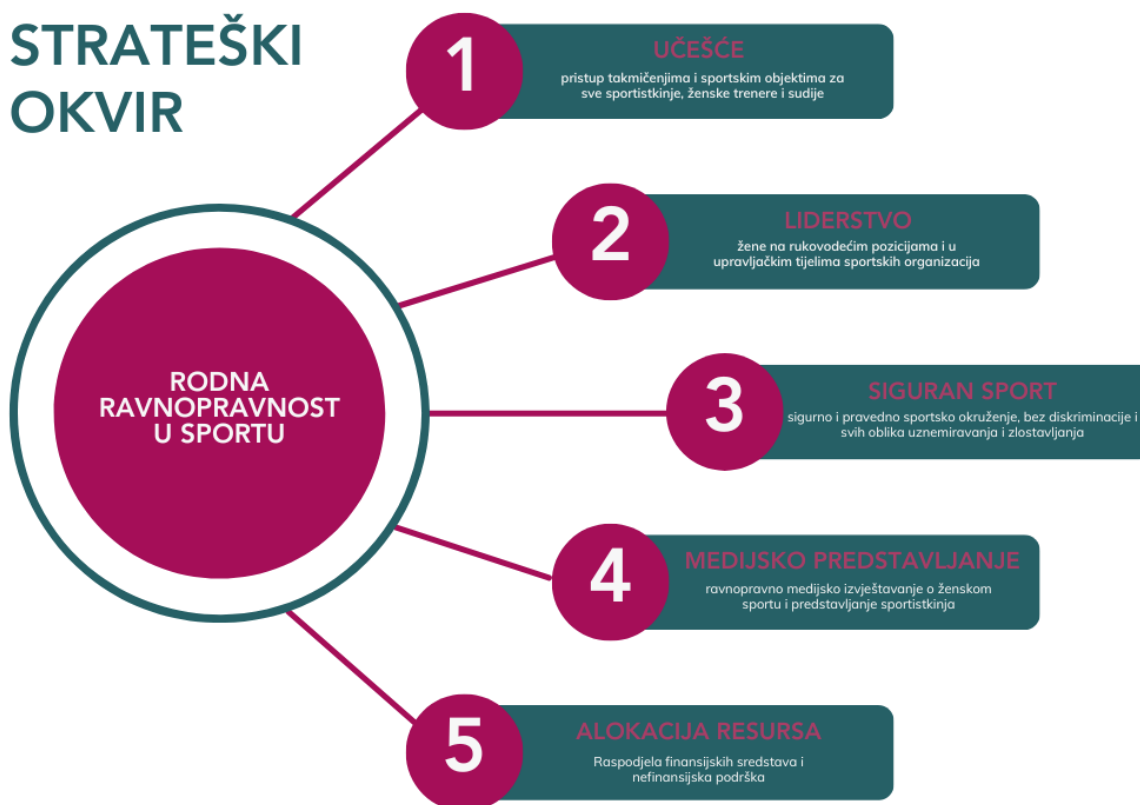 STRATEŠKI
OKVIR
1
UČEŠĆE
pristup takmičenjima i sportskim objektima za
sve sportistkinje, ženske trenere i sudije
2
LIDERSTVO
žene na rukovodećim pozicijama i u
upravljačkim tijelima sportskih organizacija
RODNA
RAVNOPRAVNOST
U SPORTU
3
SIGURAN SPORT
sigurno i pravedno sportsko okruženje, bez diskriminacije i
svih oblika uznemiravanja i zlostavljanja
4
MEDIJSKO PREDSTAVLJANJE
ravnopravno medijsko izvještavanje o ženskom
sportu i predstavljanje sportistkinja
5
ALOKACIJA RESURSA
Raspodjela finansijskih sredstava i
nefinansijska podrška